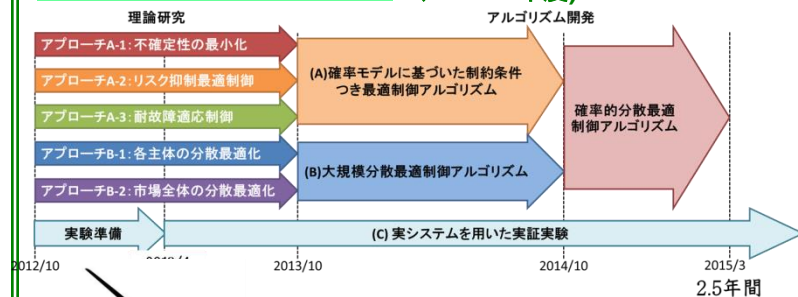 理論研究
アルゴリズム開発
アプローチA-1：不確定性の最小化
アプローチA-2：リスク抑制最適制御
アプローチA-3：耐故障適応制御
アプローチB-1：各主体の分散最適化
アプローチB-2：市場全体の分散最適化
(A)確率モデルに基づいた制約条件
つき最適制御アルゴリズム
(B)大規模分散最適制御アルゴリズム
確率的分散最適
制御アルゴリズム
実験準備
(C) 実システムを用いた実証実験
2012/10
2013/10
2014/10
2015/3
2.5年間